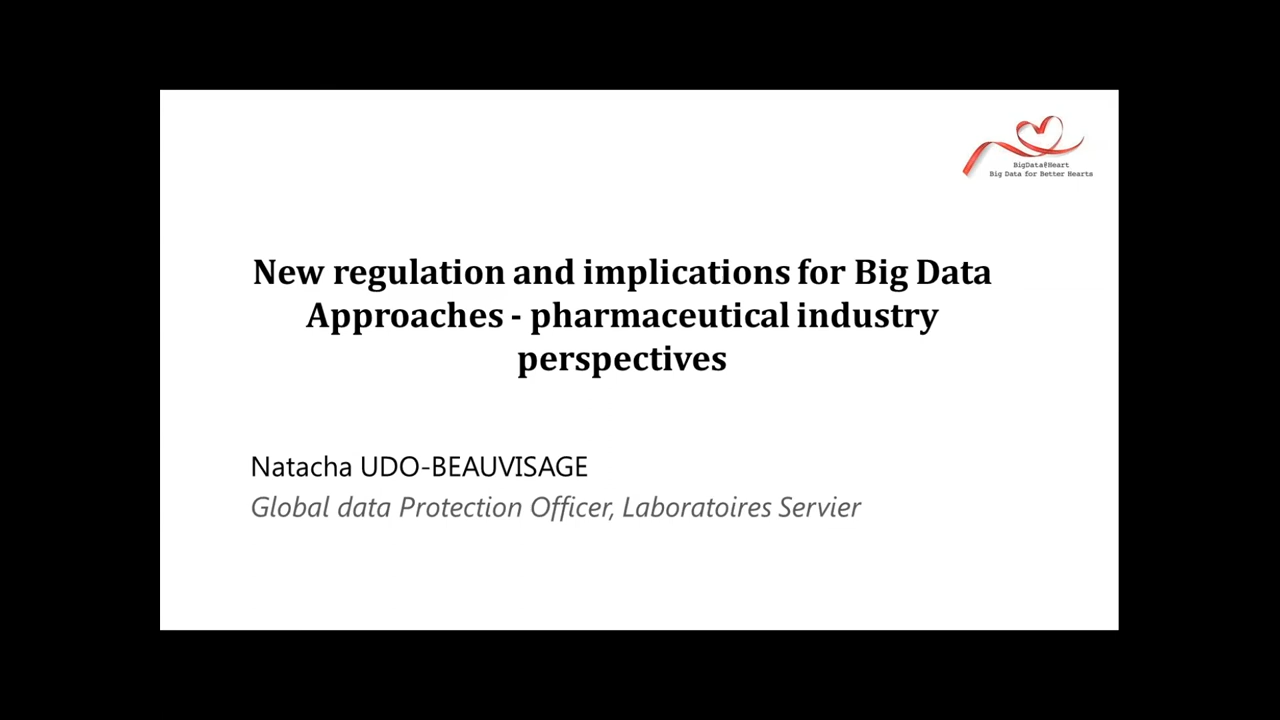 BigData@Heart
Big Data for Better Hearts
New regulation and implications for Big Data
Approaches - pharmaceutical industry
perspectives
Natacha UDO-BEAUVISAGE
Global data Protection Officer, Laboratoires Servier